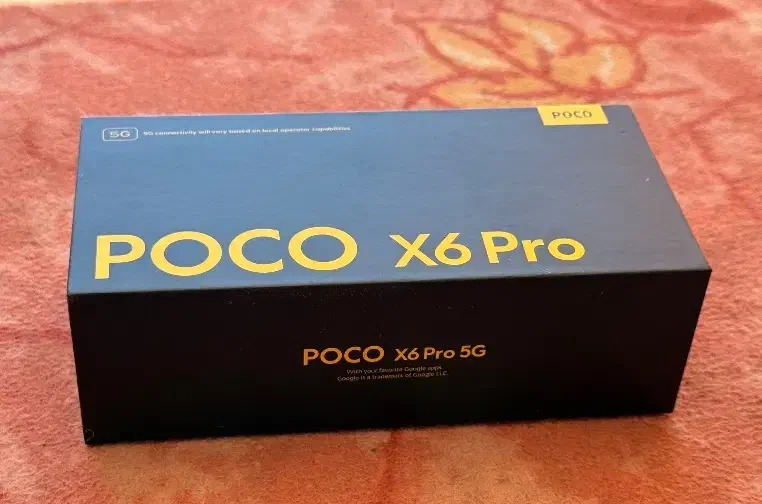 5G 5G connectivity will vary based on local operator capabilities
POCO
POCO X6 Pro
POCO X6 Pro 5G
With your favorite Google apps
Google is a trademark of Google LLC.